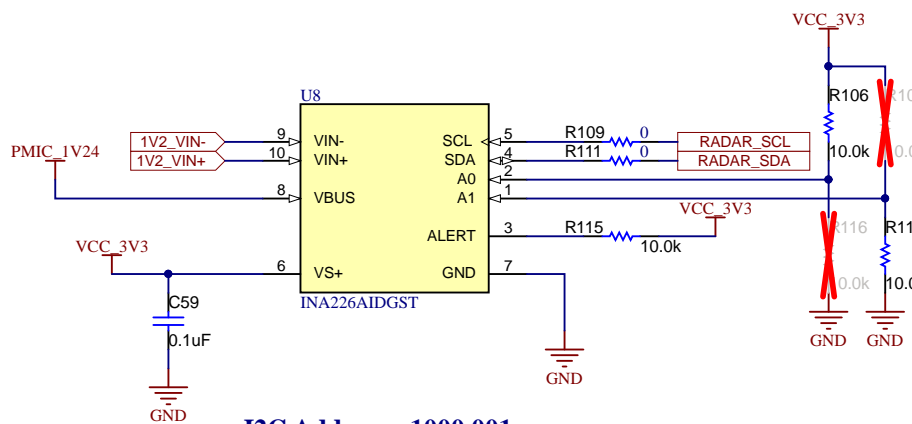 VCC_3V3
U8
R106
10.0k
1V2_VIN-
9
VIN-
SCL
5
R109
0
RADAR_SCL
1V2_VIN+
10
VIN+
SDA
4
R111
0
RADAR_SDA
PMIC_1V24
A0
2
8
VBUS
A1
1
VCC_3V3
ALERT
3
R115
10.0k
R116
VCC_3V3
6
VS+
GND
7
INA226AIDGST
C59
0.1uF
GND
GND
GND
GND